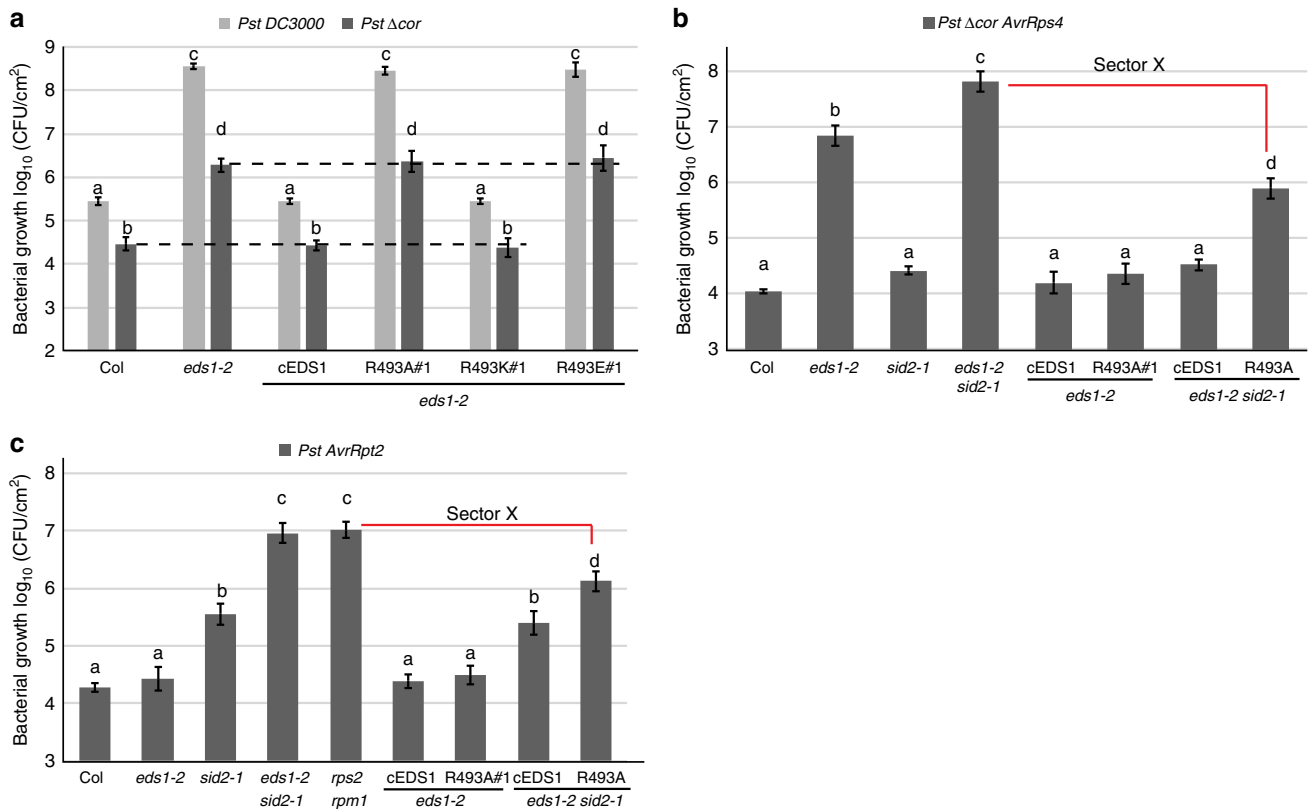 a
Pst DC3000 Pst Δcor
Bacterial growth log10 (CFU/cm2)
9
8
7
6
5
4
3
2
a b c d a b c d a b c d
Col eds1-2 cEDS1 R493A#1 R493K#1 R493E#1
eds1-2
b
Pst Δcor AvrRps4
Bacterial growth log10 (CFU/cm2)
8
7
6
5
4
3
Sector X
a b a c a a a d
Col eds1-2 sid2-1 eds1-2 cEDS1 R493A#1 cEDS1 R493A
sid2-1 eds1-2 eds1-2 sid2-1
c
Pst AvrRpt2
Bacterial growth log10 (CFU/cm2)
8
7
6
5
4
3
Sector X
a a b c c a a b d
Col eds1-2 sid2-1 eds1-2 rps2 cEDS1 R493A#1 cEDS1 R493A
sid2-1 rpm1 eds1-2 eds1-2 sid2-1